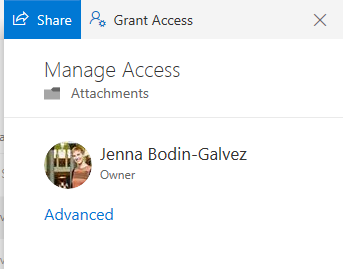 Share Grant Access
Manage Access
Attachments
Jenna Bodin-Galvez
Owner
Advanced